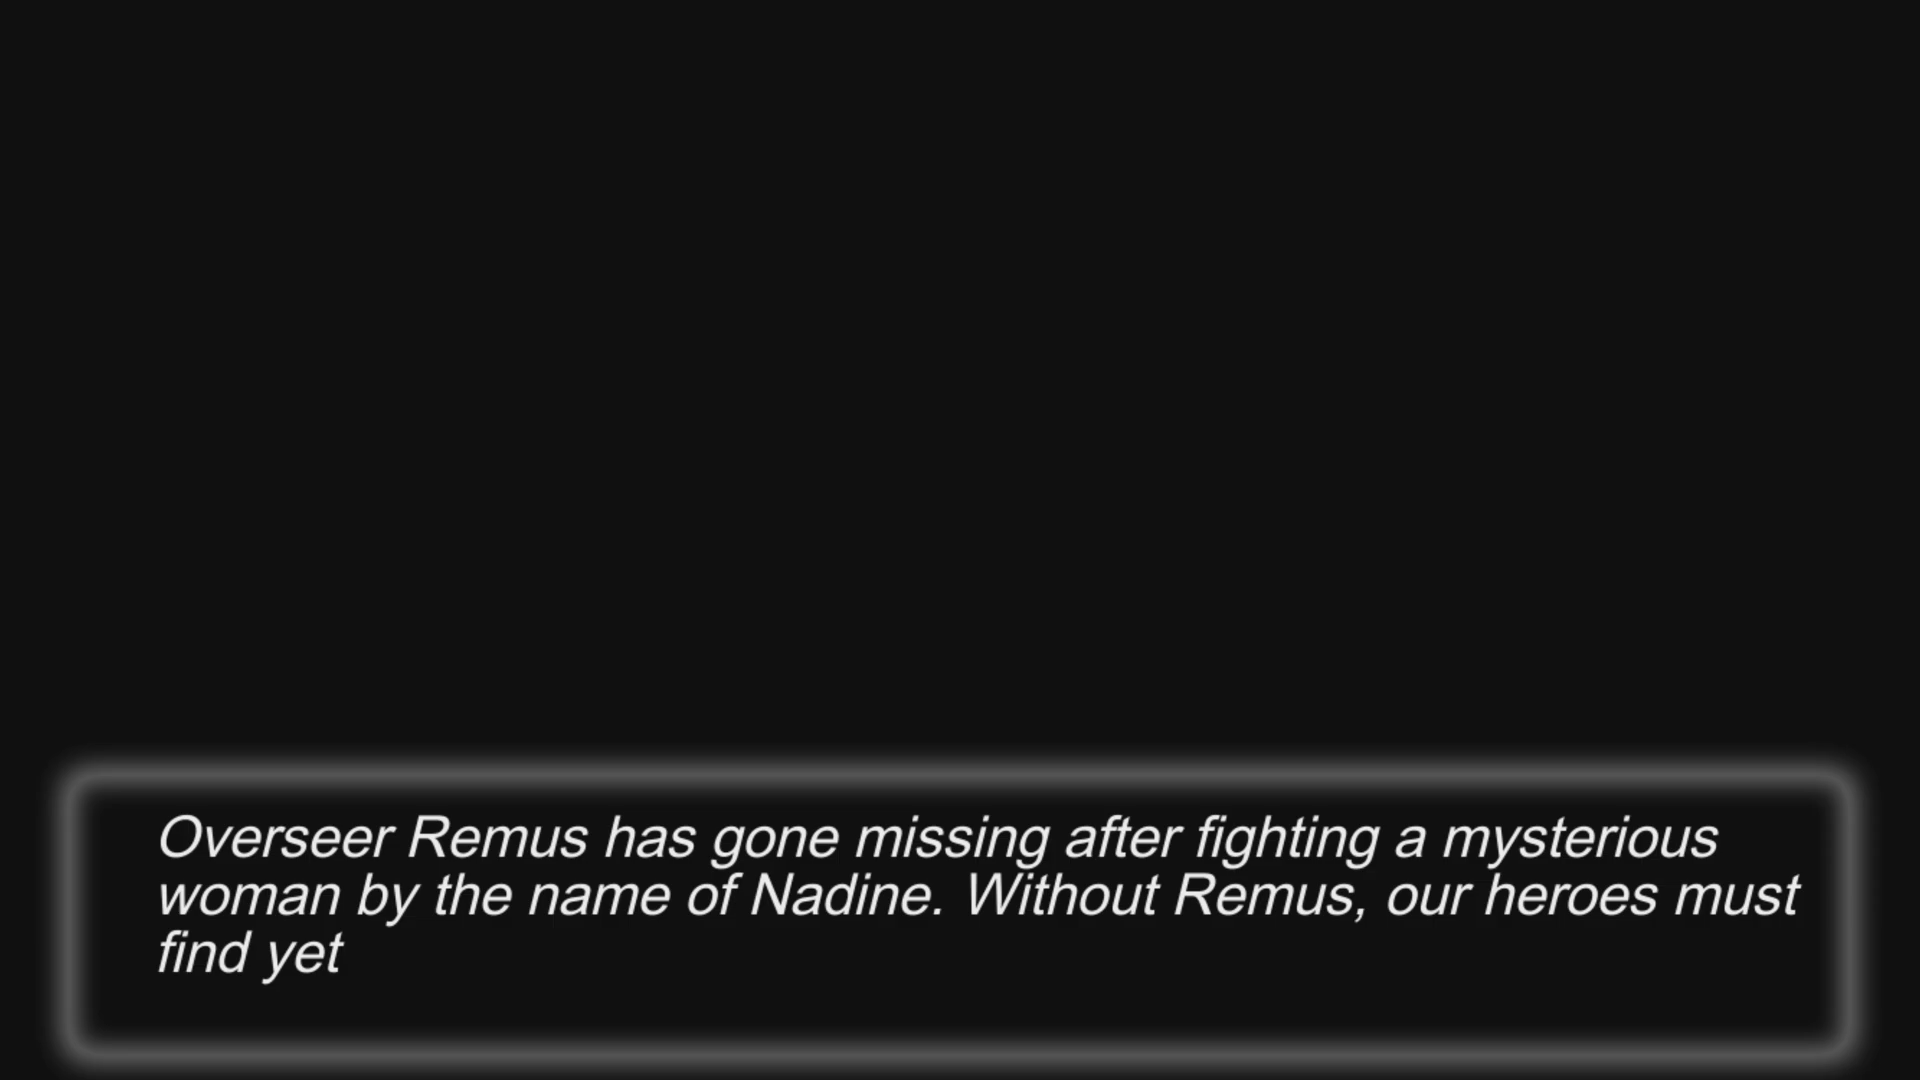 Overseer Remus has gone missing after fighting a mysterious
woman by the name of Nadine. Without Remus, our heroes must
find yet